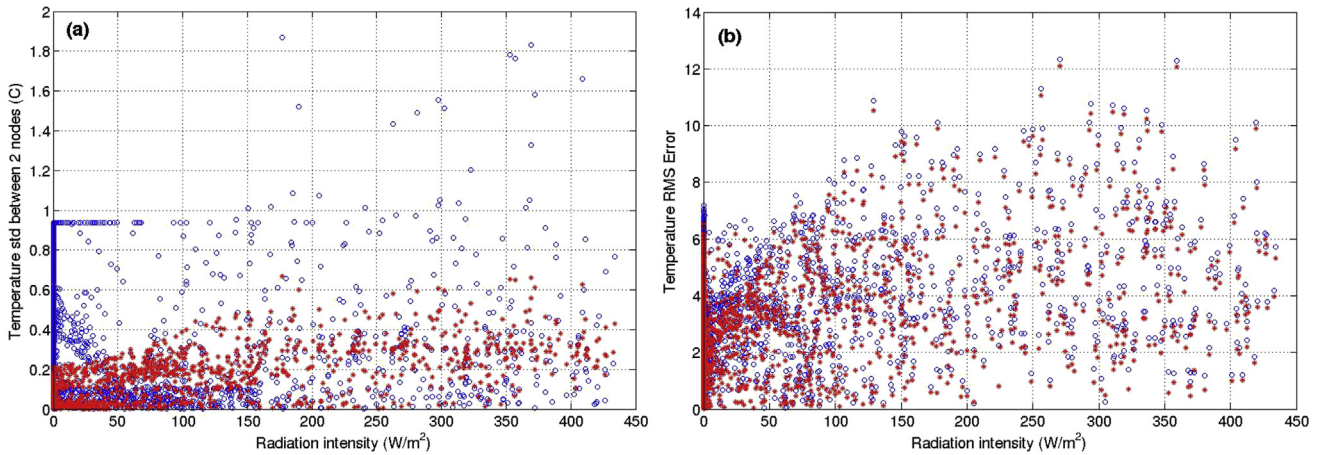 (a)
Temperature std between 2 nodes (C)
2
1.8
1.6
1.4
1.2
1
0.8
0.6
0.4
0.2
0
0 50 100 150 200 250 300 350 400 450
Radiation intensity (W/m²)
(b)
Temperature RMS Error
14
12
10
8
6
4
2
0
0 50 100 150 200 250 300 350 400 450
Radiation intensity (W/m²)